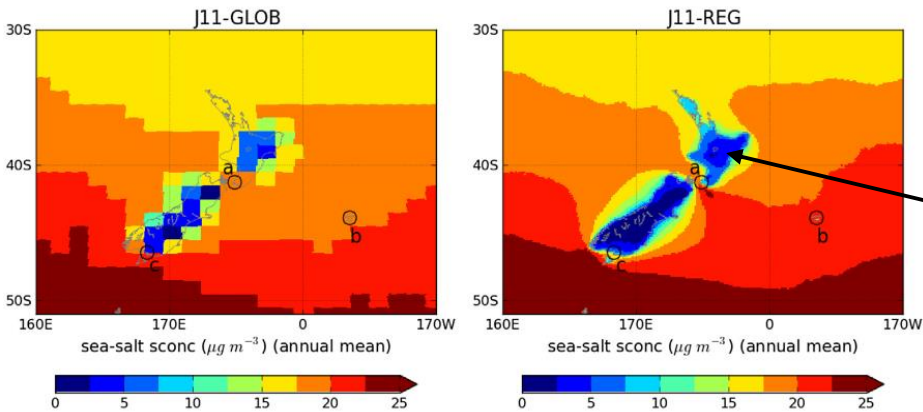 J11-GLOB
30S
40S
50S
160E 170E 0 170W
a
b
c
sea-salt sconc (μg m⁻³) (annual mean)
0 5 10 15 20 25
J11-REG
30S
40S
50S
160E 170E 0 170W
a
b
c
sea-salt sconc (μg m⁻³) (annual mean)
0 5 10 15 20 25